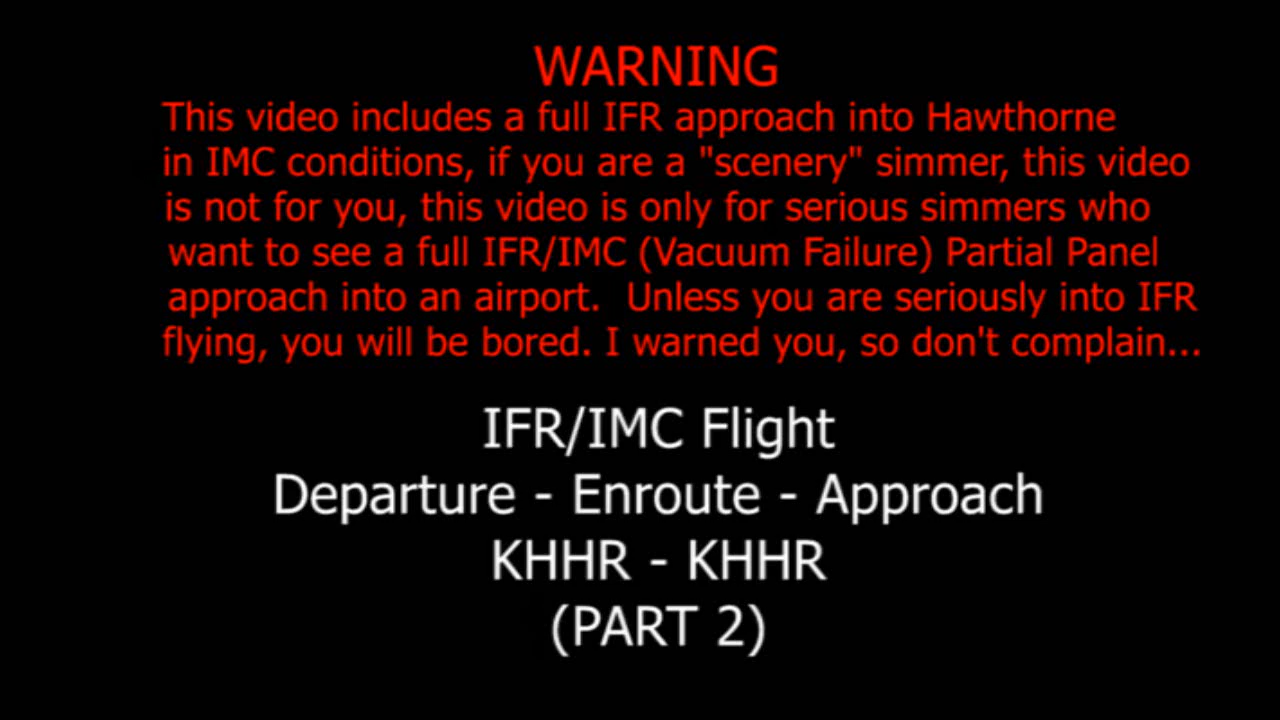 WARNING
This video includes a full IFR approach into Hawthorne
in IMC conditions, if you are a "scenery" simmer, this video
is not for you, this video is only for serious simmers who
want to see a full IFR/IMC (Vacuum Failure) Partial Panel
approach into an airport.  Unless you are seriously into IFR
flying, you will be bored. I warned you, so don't complain...
IFR/IMC Flight
Departure - Enroute - Approach
KHHR - KHHR
(PART 2)